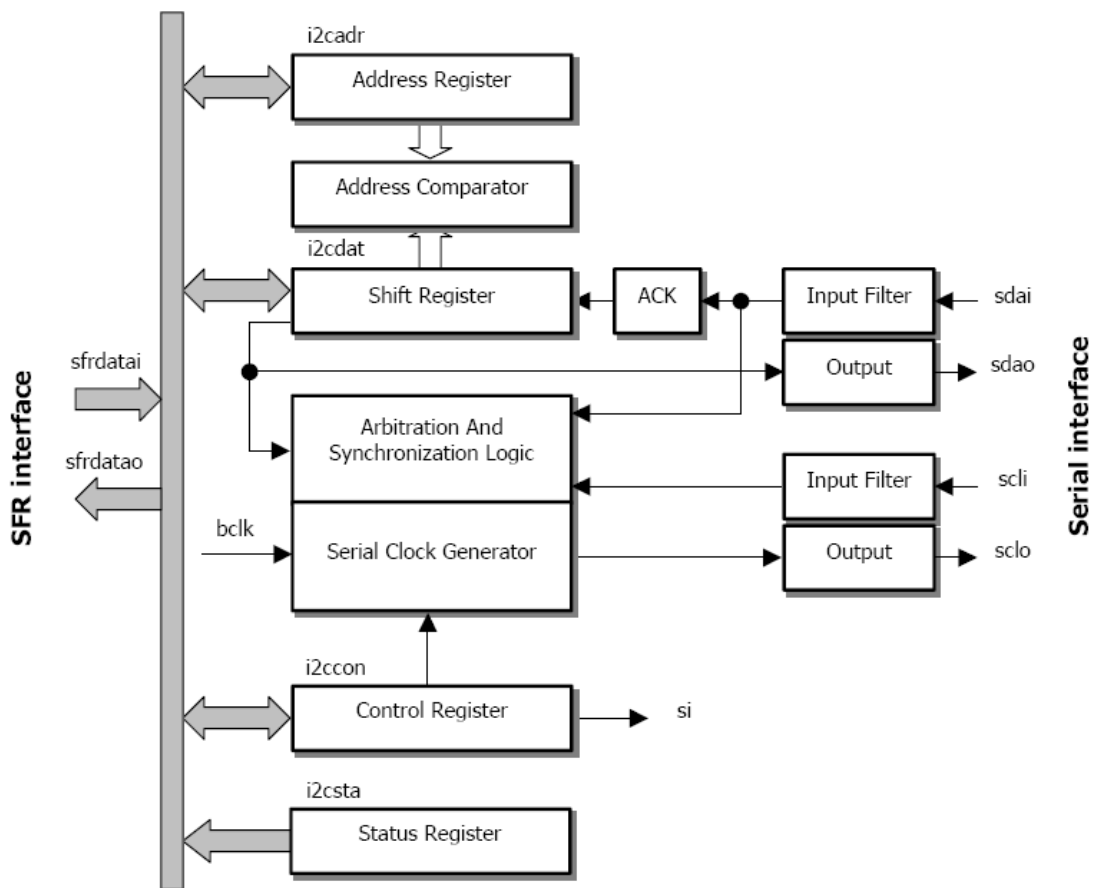 i2cadr
Address Register
Address Comparator
i2cdat
Shift Register
ACK
Input Filter
sdai
Output
sdao
sfrdatai
SFR interface
sfrdatao
Arbitration And
Synchronization Logic
Input Filter
scli
Serial interface
bclk
Serial Clock Generator
Output
sclo
i2ccon
Control Register
si
i2csta
Status Register